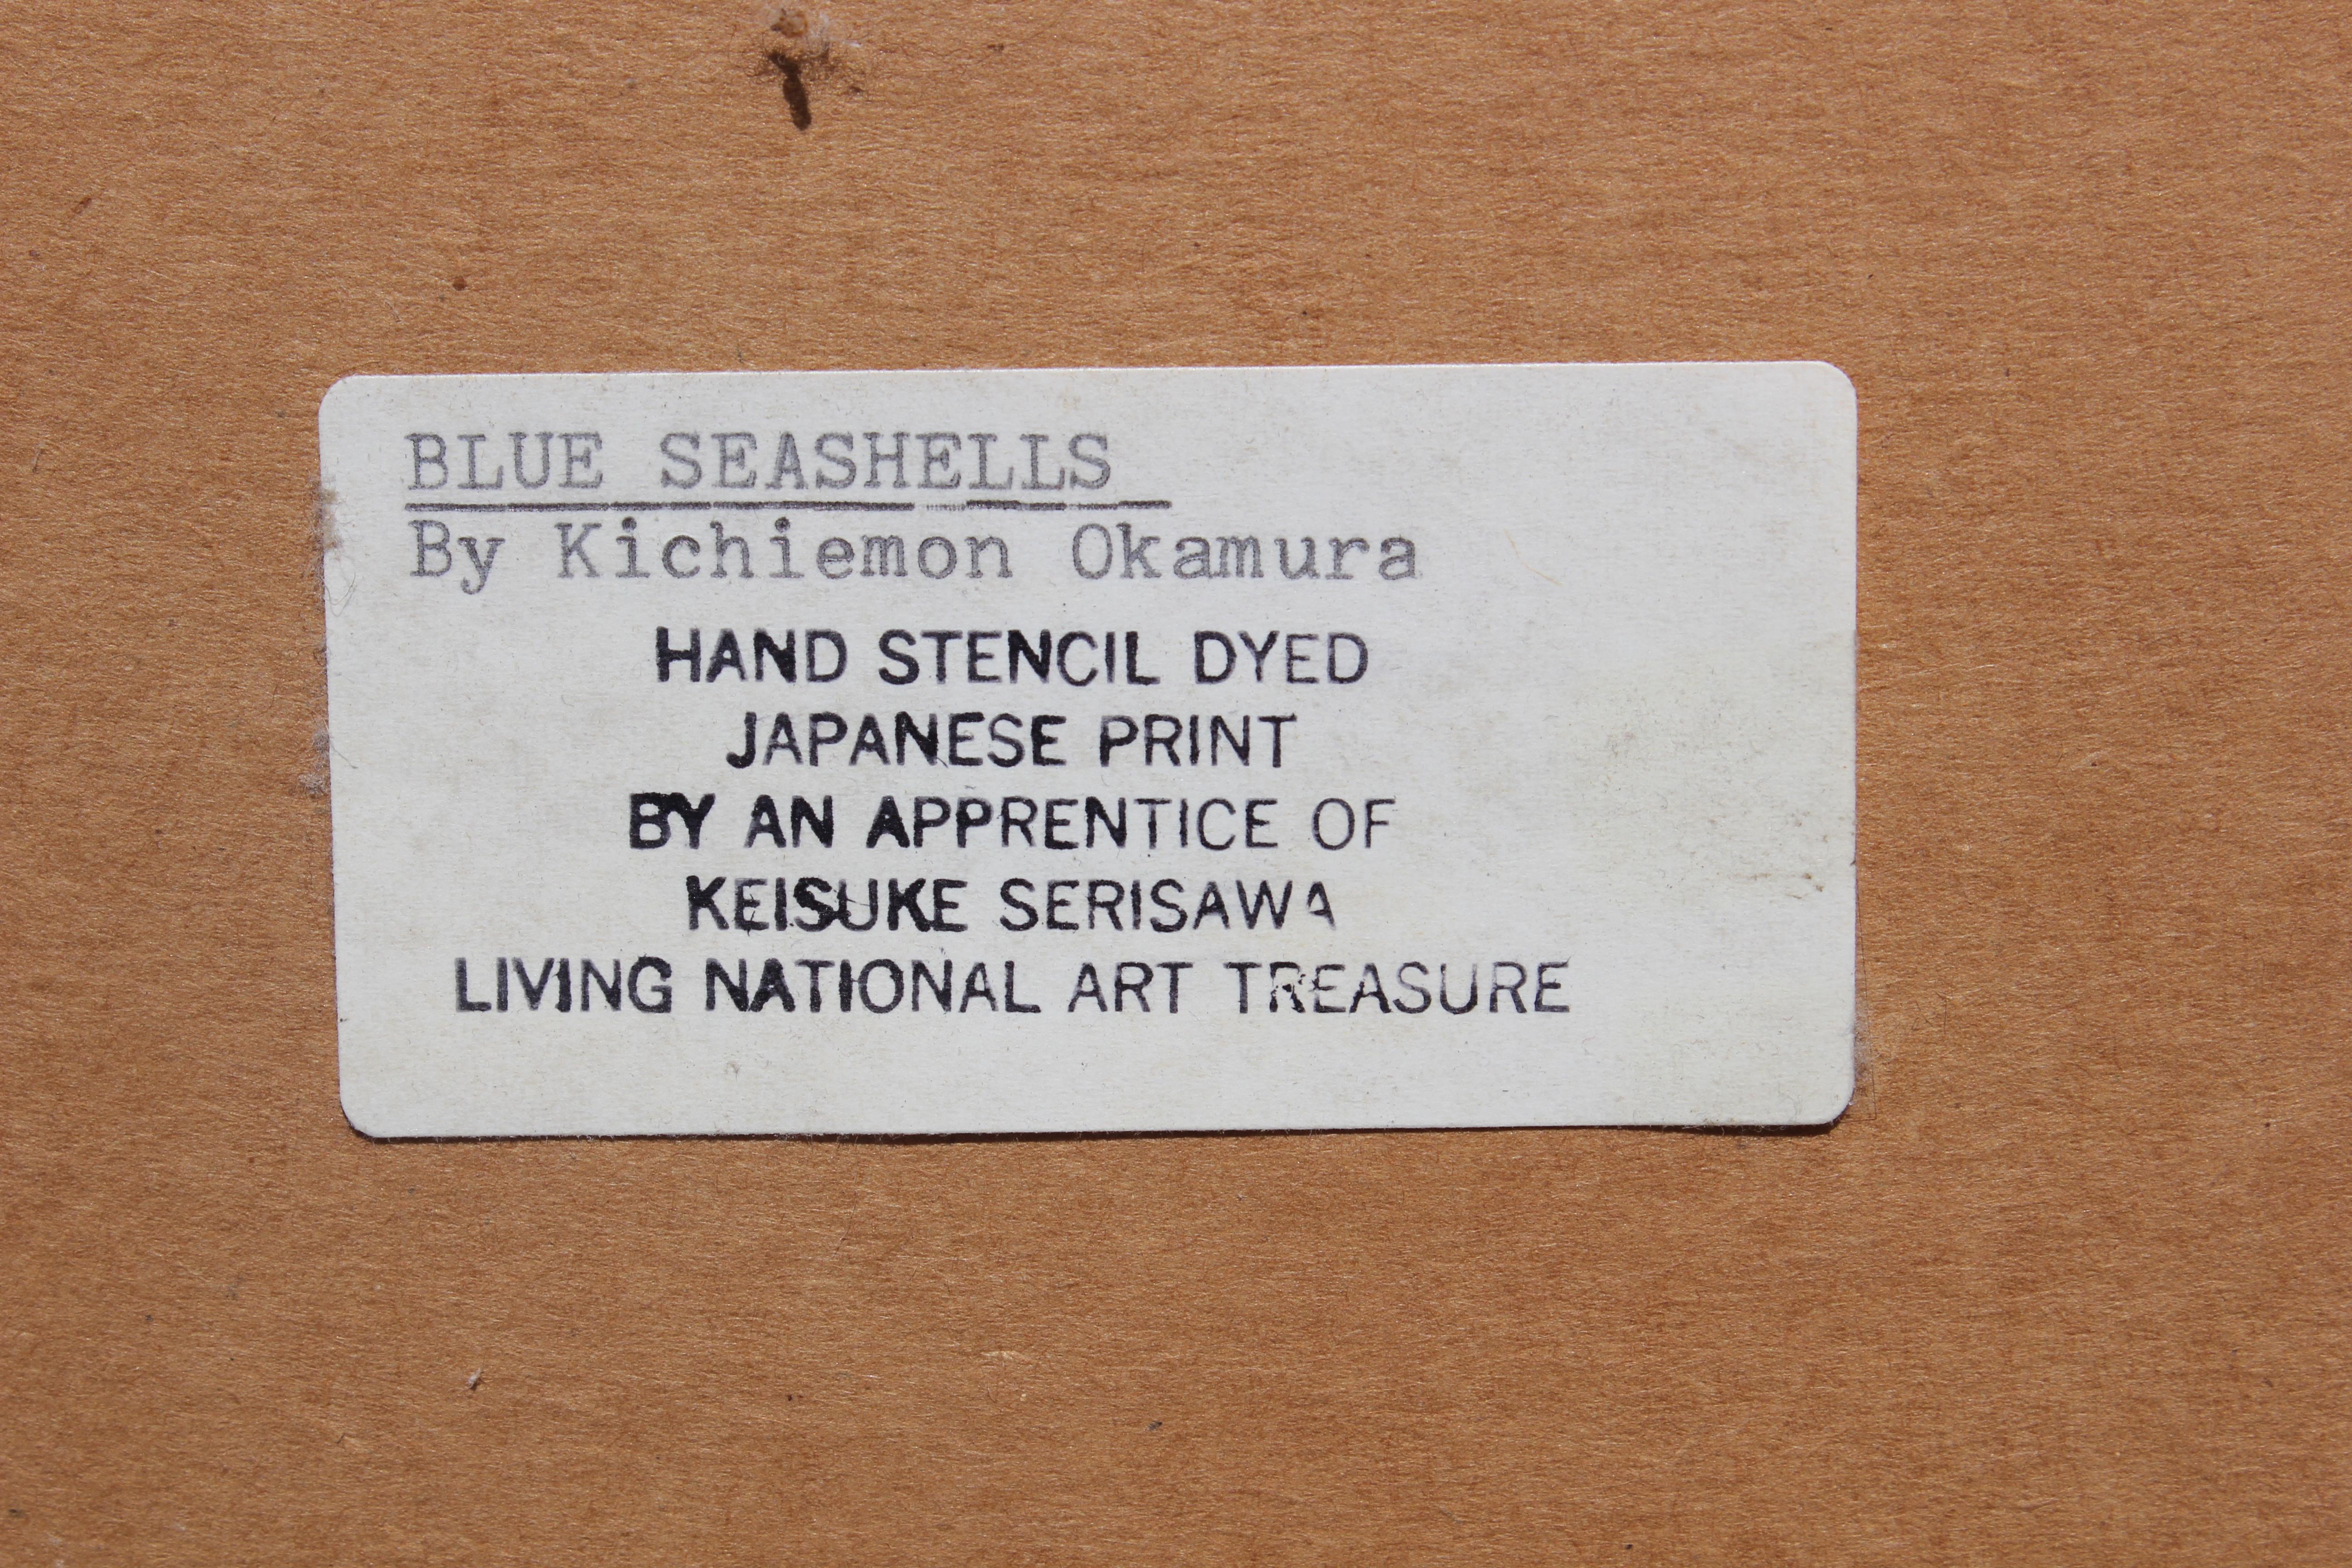 BLUE SEASHELLS
By Kichiemon Okamura
HAND STENCIL DYED
JAPANESE PRINT
BY AN APPRENTICE OF
KEISUKE SERISAWA
LIVING NATIONAL ART TREASURE